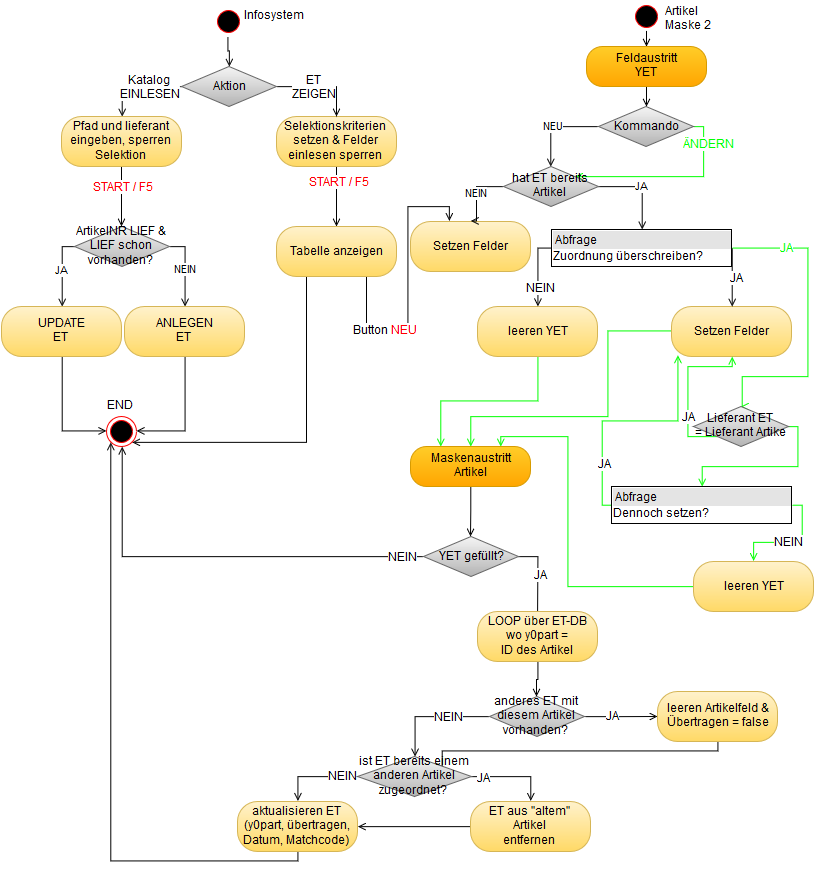 Infosystem
Artikel
Maske 2
Feldaustritt
YET
Katalog
EINLESEN
Aktion
ET
ZEIGEN
NEU
Kommando
ÄNDERN
Pfad und lieferant
eingeben, sperren
Selektion
Selektionskriterien
setzen & Felder
einlesen sperren
START / F5
START / F5
hat ET bereits
Artikel
NEIN
JA
ArtikelNR LIEF &
LIEF schon
vorhanden?
JA
NEIN
Tabelle anzeigen
Setzen Felder
Abfrage
Zuordnung überschreiben?
JA
NEIN
JA
UPDATE
ET
ANLEGEN
ET
Button NEU
leeren YET
Setzen Felder
END
JA
Lieferant ET
= Lieferant Artike
Maskenaustritt
Artikel
JA
Abfrage
Dennoch setzen?
NEIN
NEIN
YET gefüllt?
JA
leeren YET
LOOP über ET-DB
wo y0part =
ID des Artikel
anderes ET mit
diesem Artikel
vorhanden?
NEIN
JA
leeren Artikelfeld &
Übertragen = false
ist ET bereits einem
anderen Artikel
zugeordnet?
NEIN
JA
aktualisieren ET
(y0part, übertragen,
Datum, Matchcode)
ET aus "altem"
Artikel
entfernen